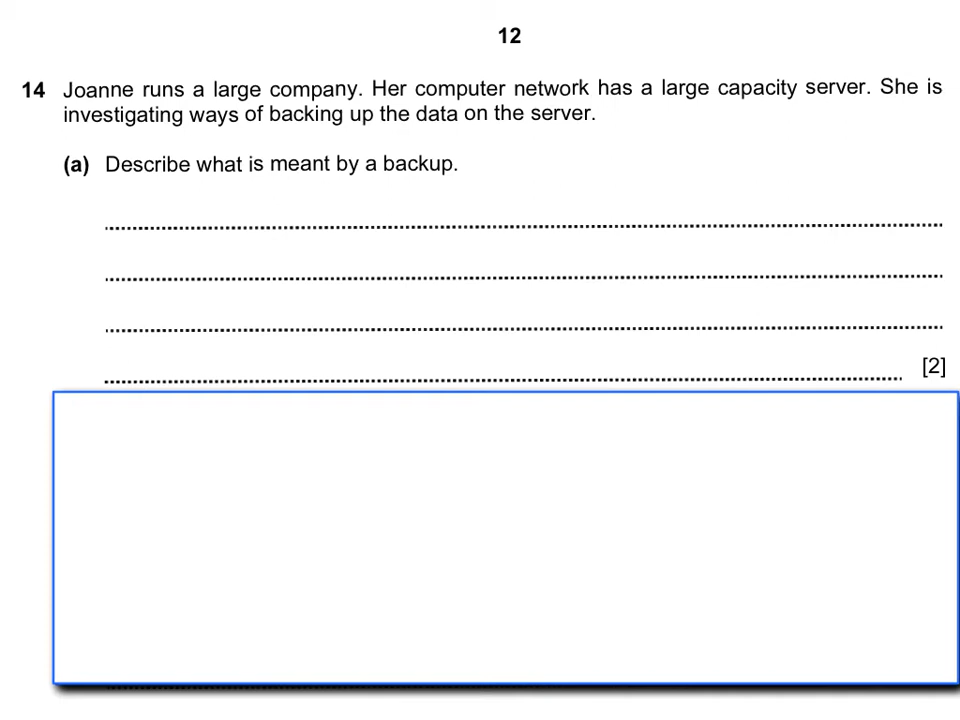 12
14 Joanne runs a large company. Her computer network has a large capacity server. She is
investigating ways of backing up the data on the server.
(a) Describe what is meant by a backup.
[2]